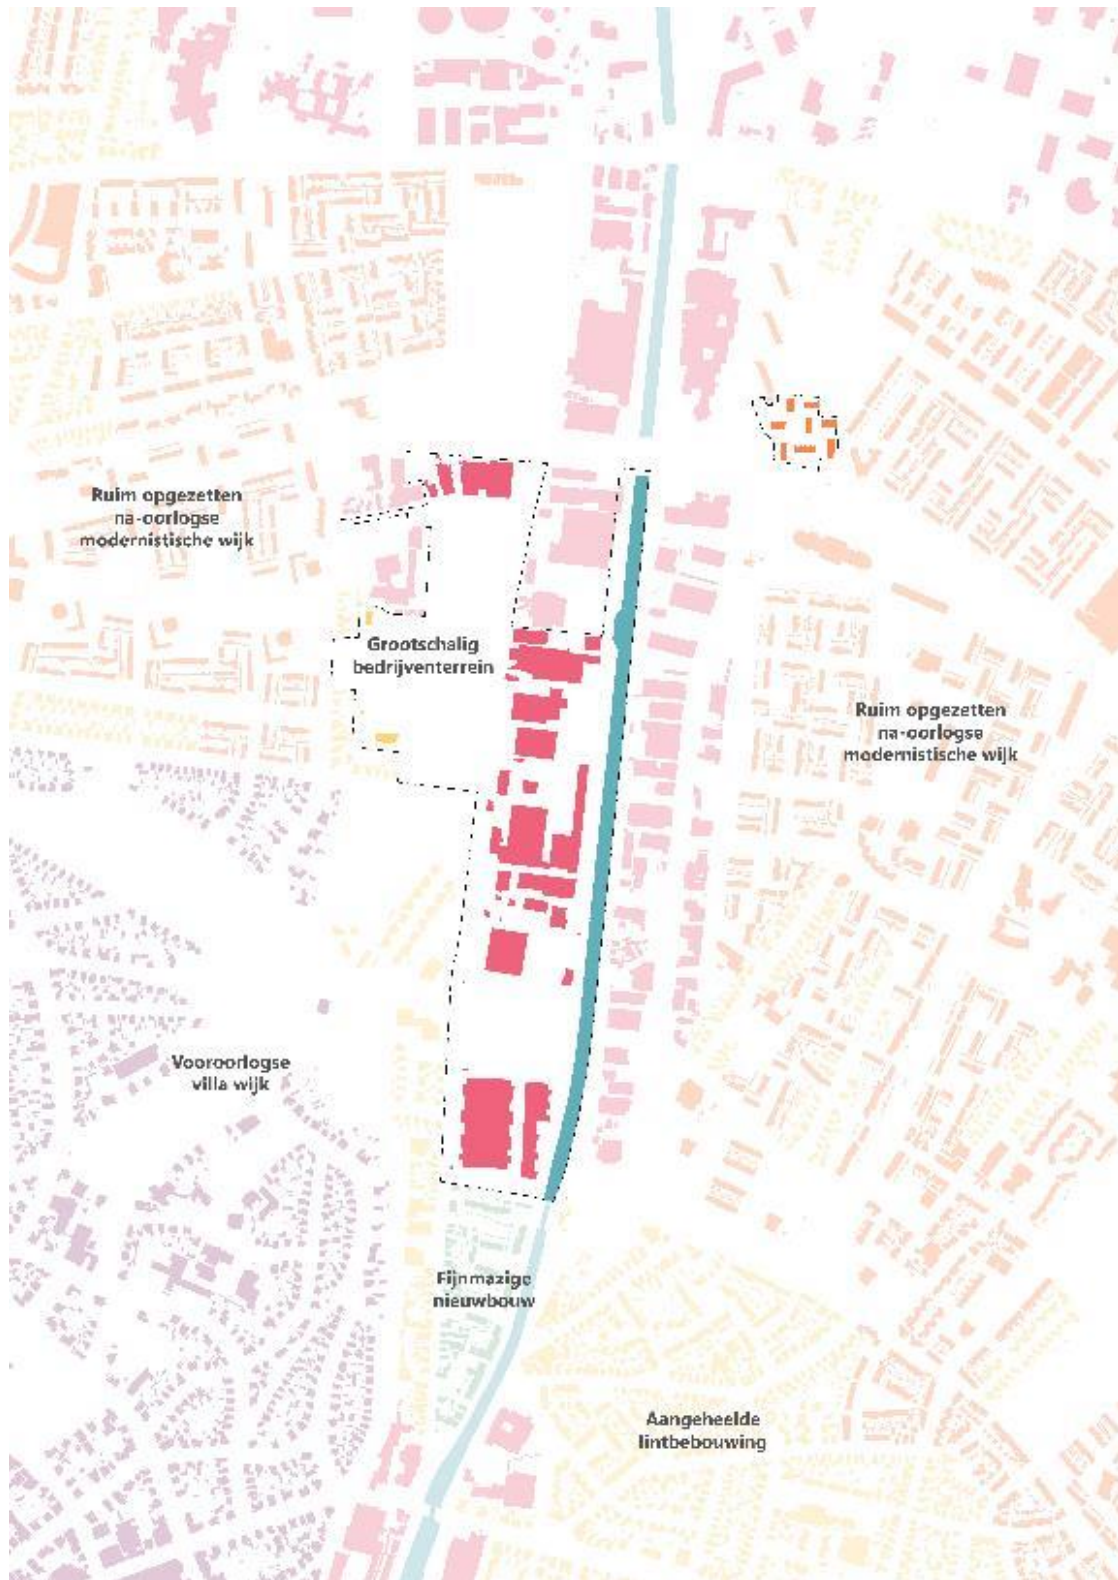 Ruim opgezetten
na-oorlogse
modernistische wijk
Grootschalig
bedrijventerrein
Ruim opgezetten
na-oorlogse
modernistische wijk
Vooroorlogse
villa wijk
Fijnmazige
nieuwbouw
Aangeheelde
lintbebouwing